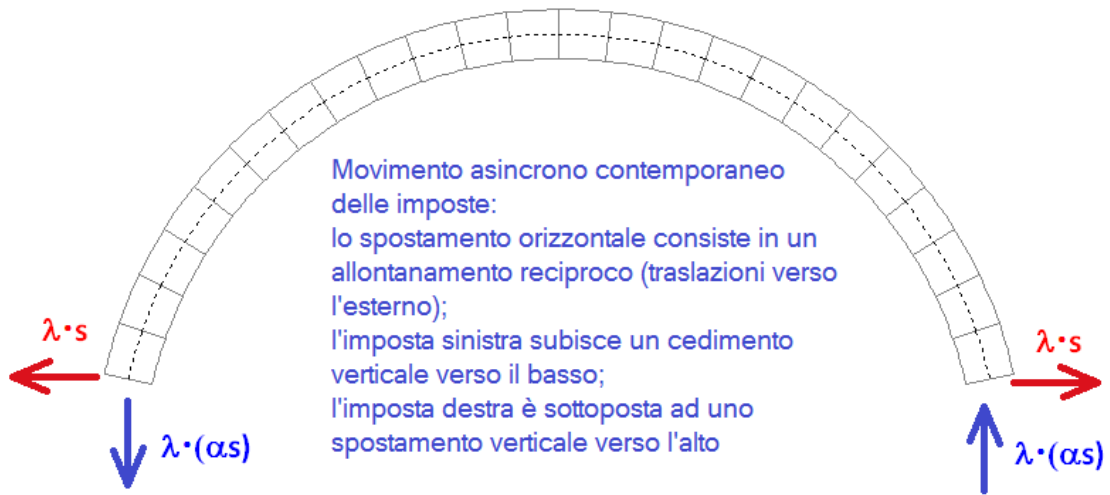 Movimento asincrono contemporaneo
delle imposte:
lo spostamento orizzontale consiste in un
allontanamento reciproco (traslazioni verso
l'esterno);
l'imposta sinistra subisce un cedimento
verticale verso il basso;
l'imposta destra è sottoposta ad uno
spostamento verticale verso l'alto
λ·s
λ·s
λ·(αs)
λ·(αs)